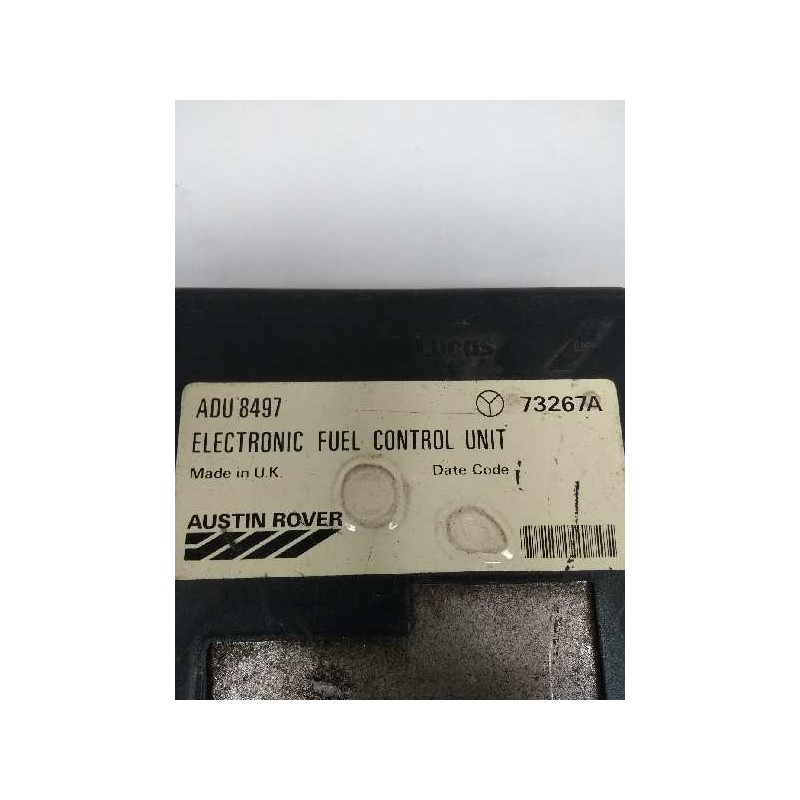 Lucas
ADU 8497 73267A
ELECTRONIC FUEL CONTROL UNIT
Made in U.K. Date Code
AUSTIN ROVER